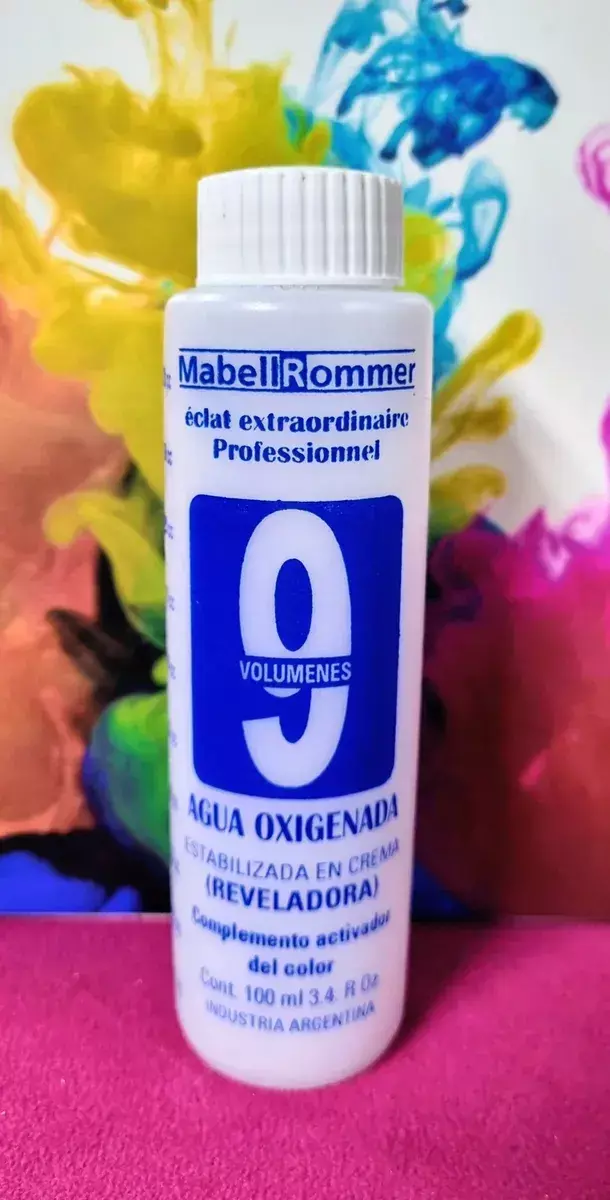 MabellRommer
éclat extraordinaire
Professionnel
9
VOLUMENES
AGUA OXIGENADA
ESTABILIZADA EN CREMA
(REVELADORA)
Complemento activador
del color
Cont. 100 ml 3.4. Fl Oz
INDUSTRIA ARGENTINA